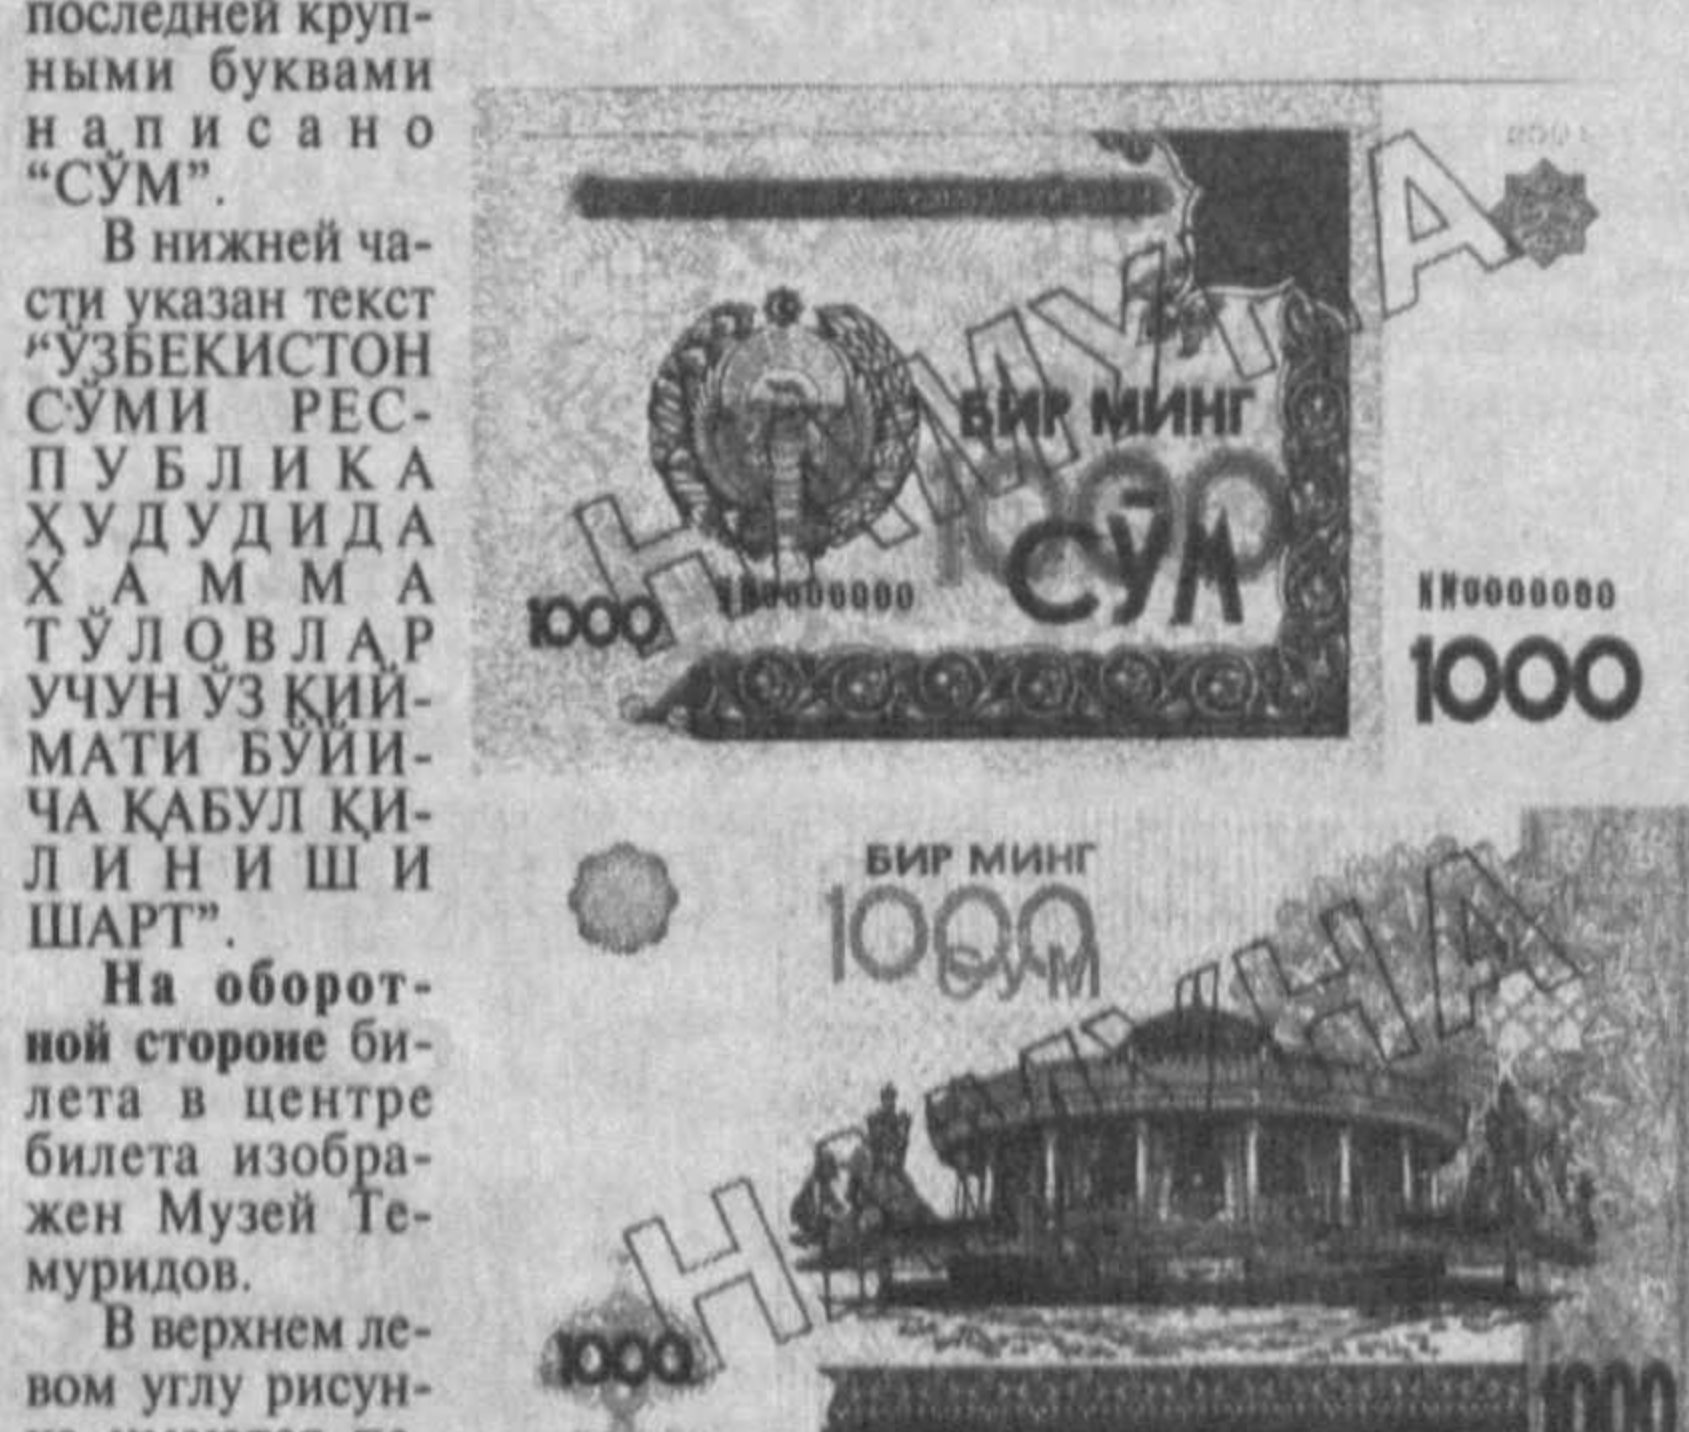 последней круп-
ными буквами
написано
“СЎМ”.
В нижней ча-
сти указан текст
“ЎЗБЕКИСТОН
СЎМИ РЕС-
ПУБЛИКА
ҲУДУДИДА
ҲАММА
ТЎЛОВЛАР
УЧУН ЎЗ ҚИЙ-
МАТИ БЎЙИ-
ЧА ҚАБУЛ ҚИ-
ЛИНИШИ
ШАРТ”.
На оборот-
ной стороне би-
лета в центре
билета изобра-
жен Музей Те-
муридов.
В верхнем ле-
вом углу рисун-
НАМУНА
БИР МИНГ
1000
СЎМ
1000
NN0000000
NN0000000
1000
БИР МИНГ
1000
СЎМ
НАМУНА
1000
1000